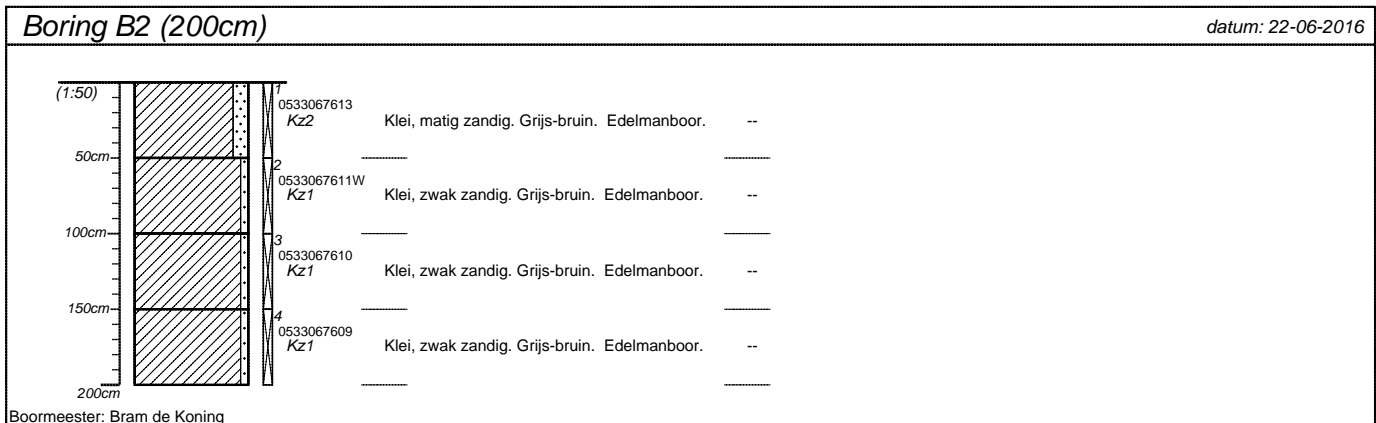 Boring B2 (200cm) datum: 22-06-2016
(1:50) 1
0533067613
Kz2 Klei, matig zandig. Grijs-bruin. Edelmanboor. --
50cm
2
0533067611W
Kz1 Klei, zwak zandig. Grijs-bruin. Edelmanboor. --
100cm
3
0533067610
Kz1 Klei, zwak zandig. Grijs-bruin. Edelmanboor. --
150cm
4
0533067609
Kz1 Klei, zwak zandig. Grijs-bruin. Edelmanboor. --
200cm
Boormeester: Bram de Koning